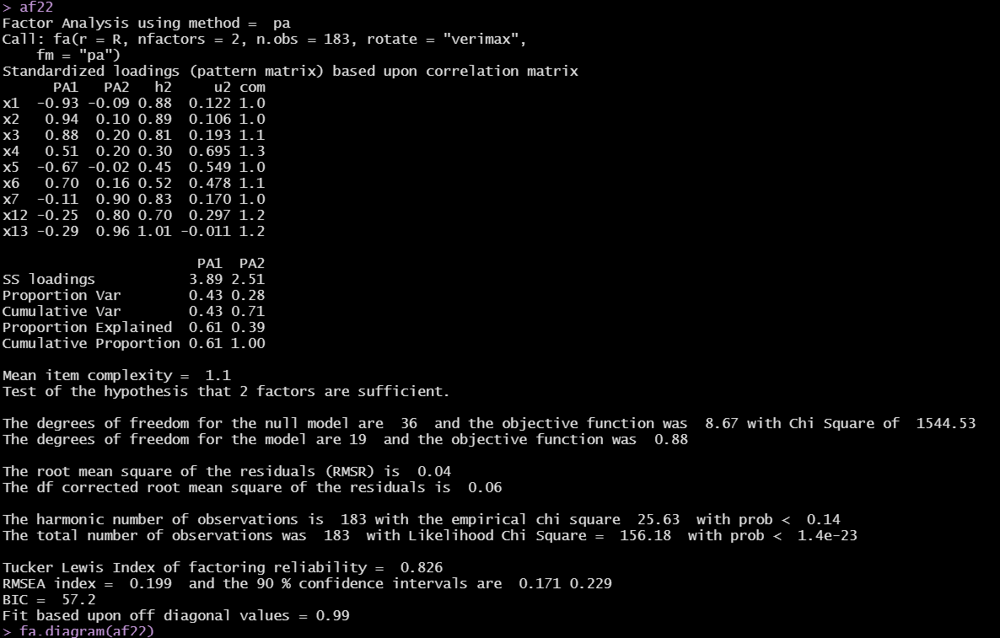 > af22
Factor Analysis using method =  pa
Call: fa(r = R, nfactors = 2, n.obs = 183, rotate = "verimax",
    fm = "pa")
Standardized loadings (pattern matrix) based upon correlation matrix
      PA1   PA2   h2     u2 com
x1  -0.93 -0.09 0.88  0.122 1.0
x2   0.94  0.10 0.89  0.106 1.0
x3   0.88  0.20 0.81  0.193 1.1
x4   0.51  0.20 0.30  0.695 1.3
x5  -0.67 -0.02 0.45  0.549 1.0
x6   0.70  0.16 0.52  0.478 1.1
x7  -0.11  0.90 0.83  0.170 1.0
x12 -0.25  0.80 0.70  0.297 1.2
x13 -0.29  0.96 1.01 -0.011 1.2

                       PA1  PA2
SS loadings           3.89 2.51
Proportion Var        0.43 0.28
Cumulative Var        0.43 0.71
Proportion Explained  0.61 0.39
Cumulative Proportion 0.61 1.00

Mean item complexity =  1.1
Test of the hypothesis that 2 factors are sufficient.

The degrees of freedom for the null model are  36  and the objective function was  8.67 with Chi Square of  1544.53
The degrees of freedom for the model are 19  and the objective function was  0.88

The root mean square of the residuals (RMSR) is  0.04
The df corrected root mean square of the residuals is  0.06

The harmonic number of observations is  183 with the empirical chi square  25.63  with prob <  0.14
The total number of observations was  183  with Likelihood Chi Square =  156.18  with prob <  1.4e-23

Tucker Lewis Index of factoring reliability =  0.826
RMSEA index =  0.199  and the 90 % confidence intervals are  0.171 0.229
BIC =  57.2
Fit based upon off diagonal values = 0.99
> fa.diagram(af22)